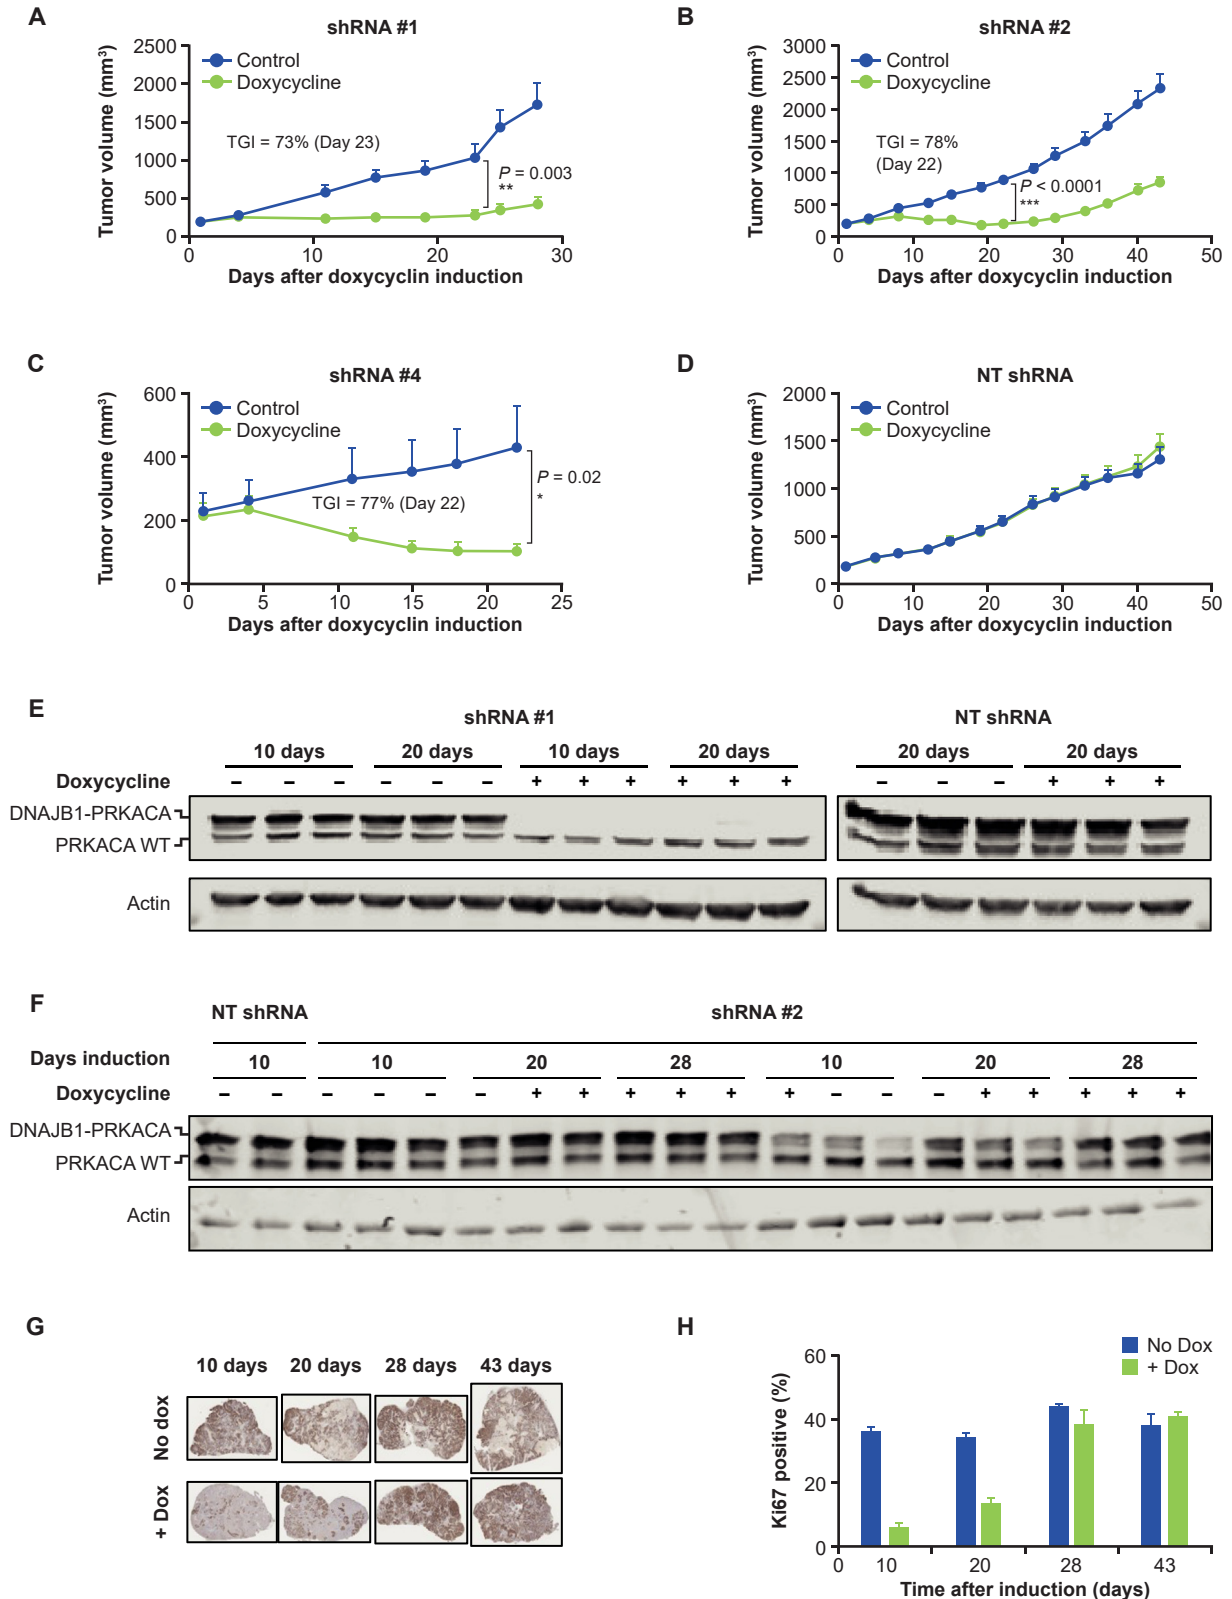 A
shRNA #1
Tumor volume (mm³)
2500
2000
1500
1000
500
0
Control
Doxycycline
TGI = 73% (Day 23)
P = 0.003
**
0 10 20 30
Days after doxycyclin induction
B
shRNA #2
Tumor volume (mm³)
3000
2500
2000
1500
1000
500
0
Control
Doxycycline
TGI = 78%
(Day 22)
P < 0.0001
***
0 10 20 30 40 50
Days after doxycyclin induction
C
shRNA #4
Tumor volume (mm³)
600
400
200
0
Control
Doxycycline
TGI = 77% (Day 22)
P = 0.02
*
0 5 10 15 20 25
Days after doxycyclin induction
D
NT shRNA
Tumor volume (mm³)
2000
1500
1000
500
0
Control
Doxycycline
0 10 20 30 40 50
Days after doxycyclin induction
E
shRNA #1 NT shRNA
10 days 20 days 10 days 20 days 20 days 20 days
Doxycycline – – – – – – + + + + + + – – – + + +
DNAJB1-PRKACA
PRKACA WT
Actin
F
NT shRNA shRNA #2
Days induction 10 10 20 28 10 20 28
Doxycycline – – – – – – + + + + + + – – – + + + + +
DNAJB1-PRKACA
PRKACA WT
Actin
G
10 days 20 days 28 days 43 days
No dox
+ Dox
H
No Dox
+ Dox
Ki67 positive (%)
60
40
20
0
0 10 20 28 43
Time after induction (days)